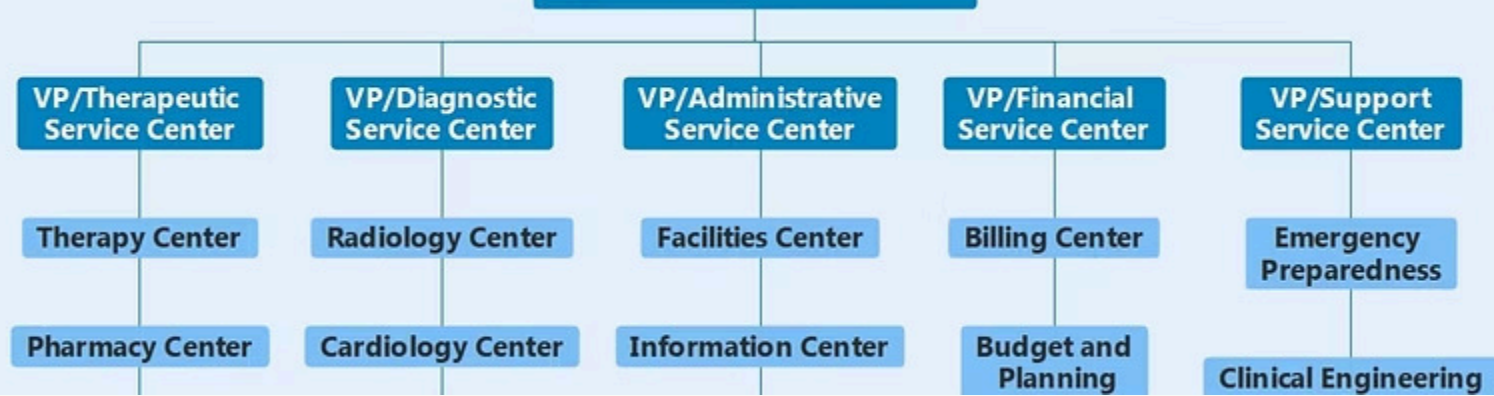 VP/Therapeutic
Service Center
VP/Diagnostic
Service Center
VP/Administrative
Service Center
VP/Financial
Service Center
VP/Support
Service Center
Therapy Center
Radiology Center
Facilities Center
Billing Center
Emergency
Preparedness
Pharmacy Center
Cardiology Center
Information Center
Budget and
Planning
Clinical Engineering